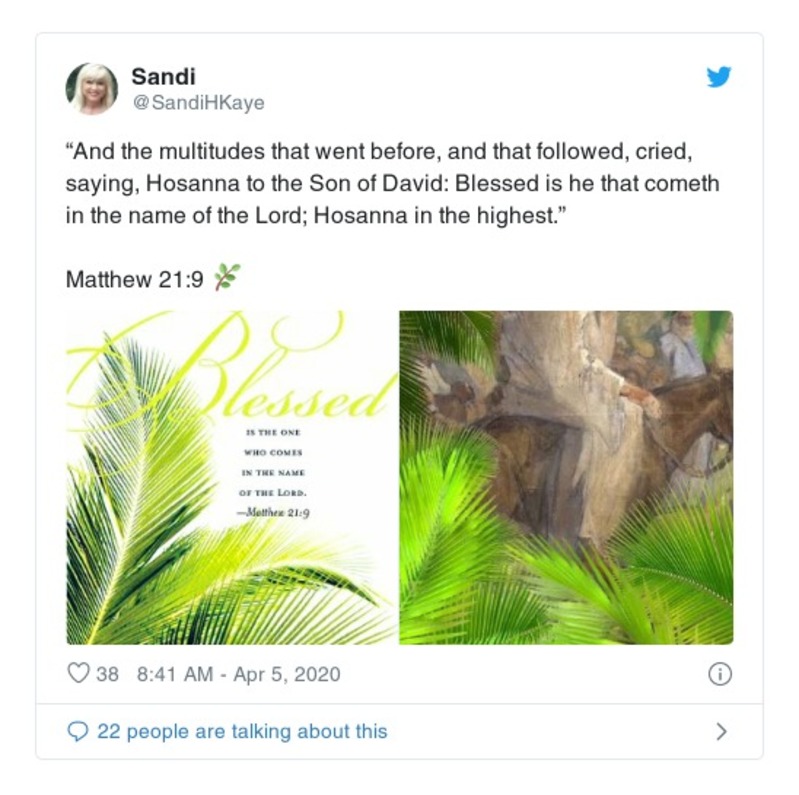 Sandi
@SandiHKaye
“And the multitudes that went before, and that followed, cried,
saying, Hosanna to the Son of David: Blessed is he that cometh
in the name of the Lord; Hosanna in the highest.”
Matthew 21:9
Blessed
IS THE ONE
WHO COMES
IN THE NAME
OF THE LORD.
—Matthew 21:9
38 8:41 AM - Apr 5, 2020
22 people are talking about this